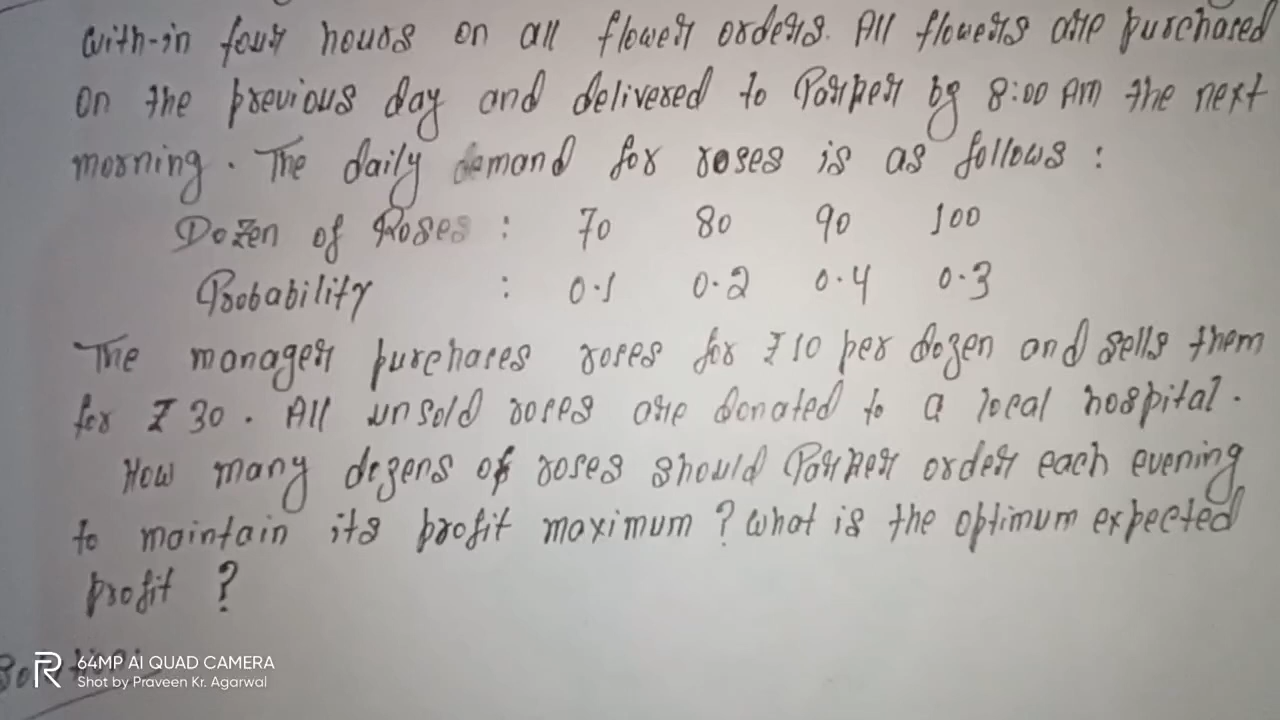 with-in four hours on all flower orders. All flowers are purchased
on the previous day and delivered to Parker by 8:00 AM the next
morning. The daily demand for roses is as follows :
Dozen of Roses : 70 80 90 100
Probability : 0.1 0.2 0.4 0.3
The manager purchases roses for ₹10 per dozen and sells them
for ₹30. All unsold roses are donated to a local hospital.
How many dozens of roses should Parker order each evening
to maintain its profit maximum? What is the optimum expected
profit ?
64MP AI QUAD CAMERA
Shot by Praveen Kr. Agarwal